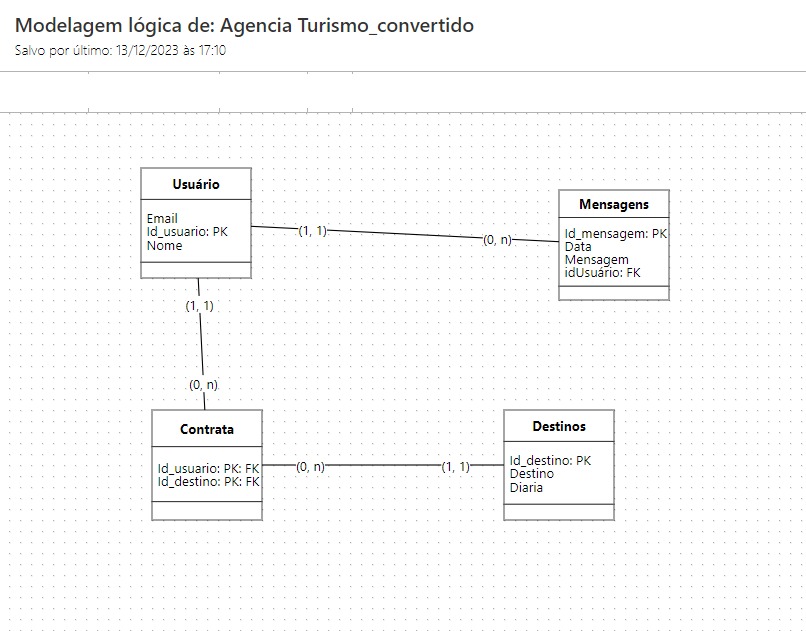 Modelagem lógica de: Agencia Turismo_convertido
Salvo por último: 13/12/2023 às 17:10
Usuário
Email
Id_usuario: PK
Nome
(1, 1)
(0, n)
Mensagens
Id_mensagem: PK
Data
Mensagem
idUsuário: FK
(1, 1)
(0, n)
Contrata
Id_usuario: PK: FK
Id_destino: PK: FK
(0, n)
(1, 1)
Destinos
Id_destino: PK
Destino
Diaria